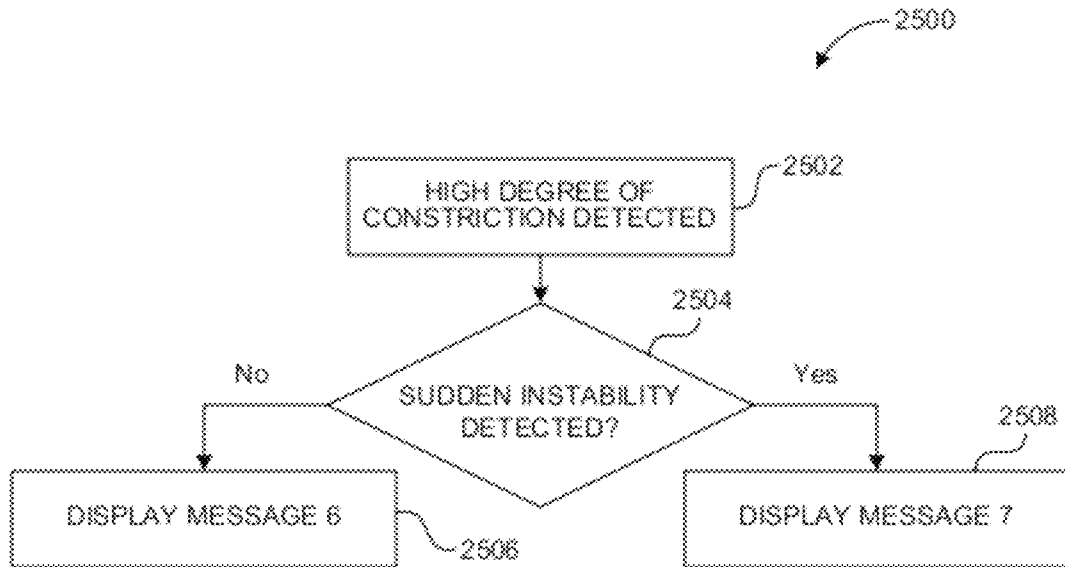 2500
HIGH DEGREE OF
CONSTRICTION DETECTED
2502
2504
No
SUDDEN INSTABILITY
DETECTED?
Yes
2508
DISPLAY MESSAGE 6
2506
DISPLAY MESSAGE 7